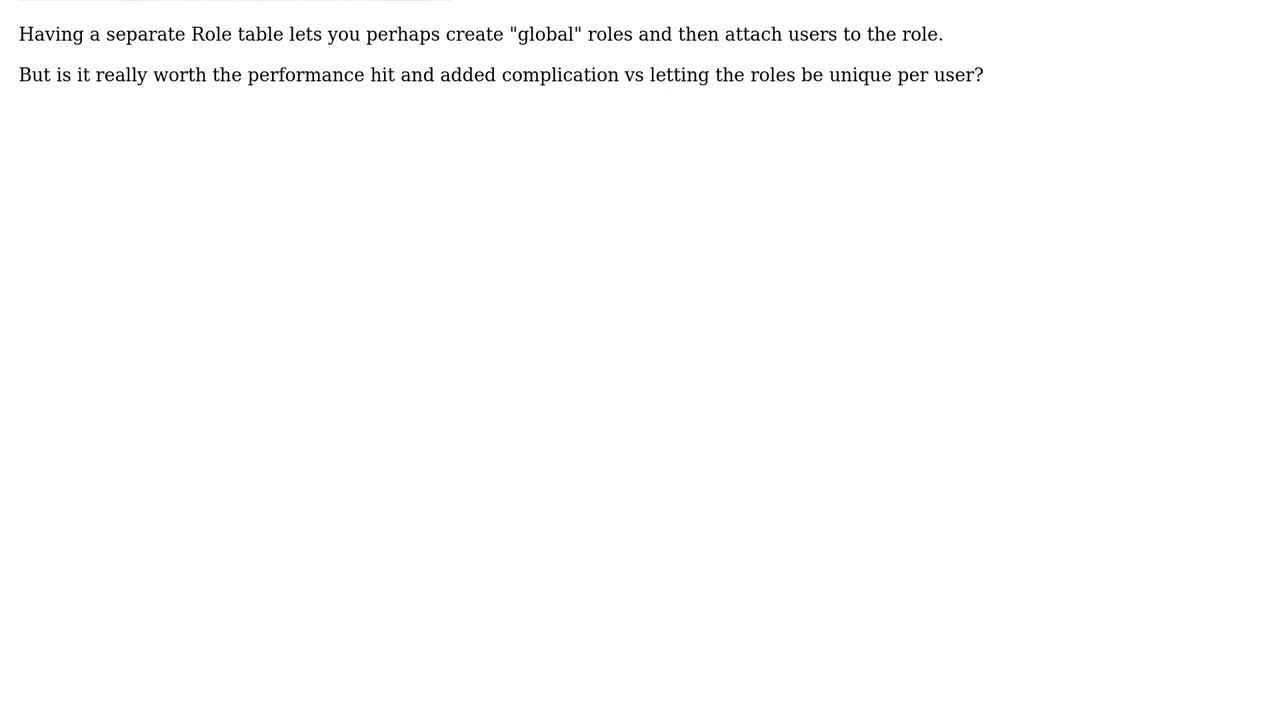 Having a separate Role table lets you perhaps create "global" roles and then attach users to the role.
But is it really worth the performance hit and added complication vs letting the roles be unique per user?